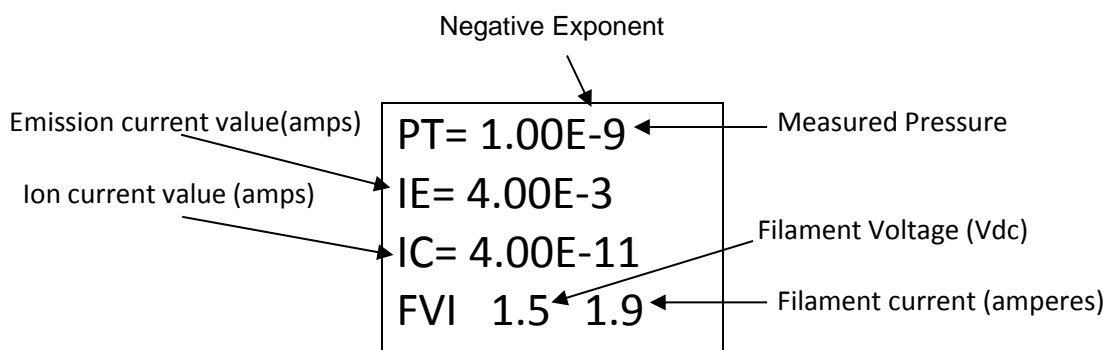 Negative Exponent
Emission current value(amps)
PT= 1.00E-9
Measured Pressure
IE= 4.00E-3
Ion current value (amps)
Filament Voltage (Vdc)
IC= 4.00E-11
FVI 1.5 1.9
Filament current (amperes)